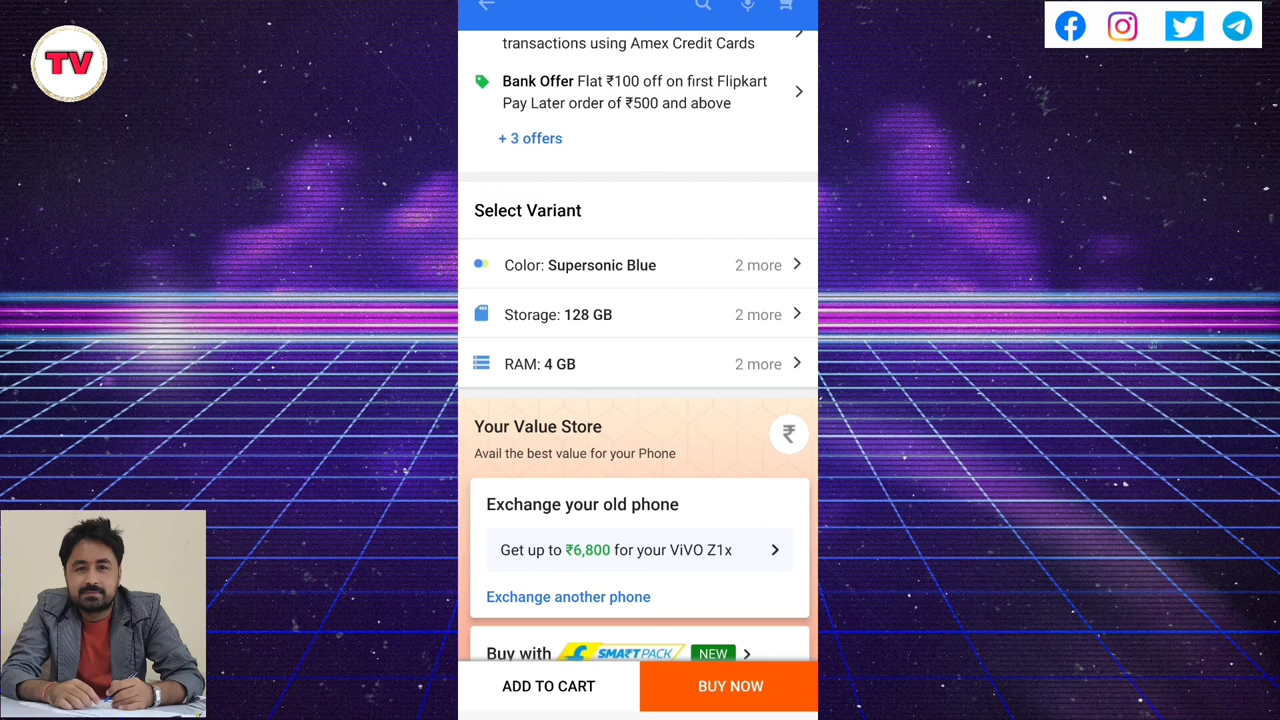 TV
transactions using Amex Credit Cards
Bank Offer Flat ₹100 off on first Flipkart
Pay Later order of ₹500 and above
+ 3 offers
Select Variant
Color: Supersonic Blue 2 more
Storage: 128 GB 2 more
RAM: 4 GB 2 more
Your Value Store
Avail the best value for your Phone
₹
Exchange your old phone
Get up to ₹6,800 for your ViVO Z1x
Exchange another phone
Buy with f SMARTPACK NEW
ADD TO CART BUY NOW